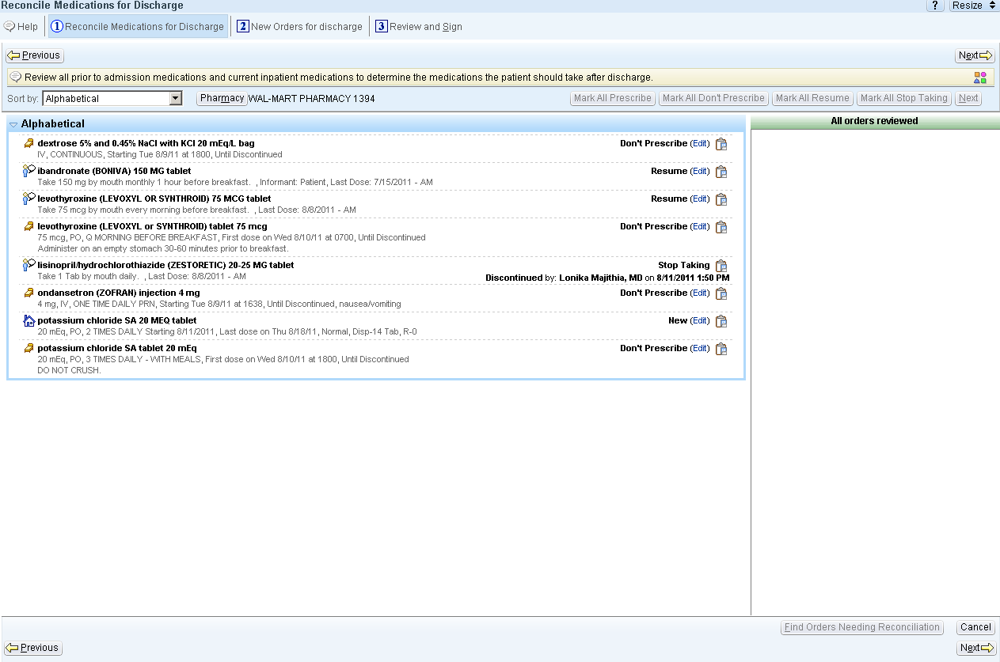 Reconcile Medications for Discharge
? Resize
Help 1 Reconcile Medications for Discharge 2 New Orders for discharge 3 Review and Sign
Previous Next
Review all prior to admission medications and current inpatient medications to determine the medications the patient should take after discharge.
Sort by: Alphabetical Pharmacy WAL-MART PHARMACY 1394 Mark All Prescribe Mark All Don't Prescribe Mark All Resume Mark All Stop Taking Next
Alphabetical
All orders reviewed
dextrose 5% and 0.45% NaCl with KCl 20 mEq/L bag Don't Prescribe (Edit)
IV, CONTINUOUS, Starting Tue 8/9/11 at 1800, Until Discontinued
ibandronate (BONIVA) 150 MG tablet Resume (Edit)
Take 150 mg by mouth monthly 1 hour before breakfast. , Informant: Patient, Last Dose: 7/15/2011 - AM
levothyroxine (LEVOXYL OR SYNTHROID) 75 MCG tablet Resume (Edit)
Take 75 mcg by mouth every morning before breakfast. , Last Dose: 8/8/2011 - AM
levothyroxine (LEVOXYL or SYNTHROID) tablet 75 mcg Don't Prescribe (Edit)
75 mcg, PO, Q MORNING BEFORE BREAKFAST, First dose on Wed 8/10/11 at 0700, Until Discontinued
Administer on an empty stomach 30-60 minutes prior to breakfast.
lisinopril/hydrochlorothiazide (ZESTORETIC) 20-25 MG tablet Stop Taking
Take 1 Tab by mouth daily. , Last Dose: 8/8/2011 - AM Discontinued by: Lonika Majithia, MD on 8/11/2011 1:50 PM
ondansetron (ZOFRAN) injection 4 mg Don't Prescribe (Edit)
4 mg, IV, ONE TIME DAILY PRN, Starting Tue 8/9/11 at 1638, Until Discontinued, nausea/vomiting
potassium chloride SA 20 MEQ tablet New (Edit)
20 mEq, PO, 2 TIMES DAILY Starting 8/11/2011, Last dose on Thu 8/18/11, Normal, Disp-14 Tab, R-0
potassium chloride SA tablet 20 mEq Don't Prescribe (Edit)
20 mEq, PO, 3 TIMES DAILY - WITH MEALS, First dose on Wed 8/10/11 at 1800, Until Discontinued
DO NOT CRUSH.
Find Orders Needing Reconciliation Cancel
Previous Next